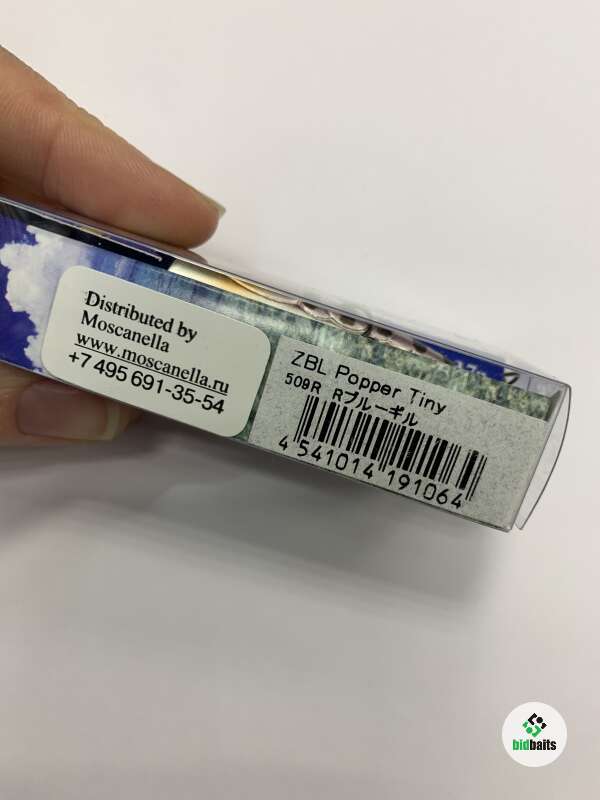 Distributed by
Moscanella
www.moscanella.ru
+7 495 691-35-54
ZBL Popper Tiny
509R Rブルーギル
4 541014 191064
bidbaits